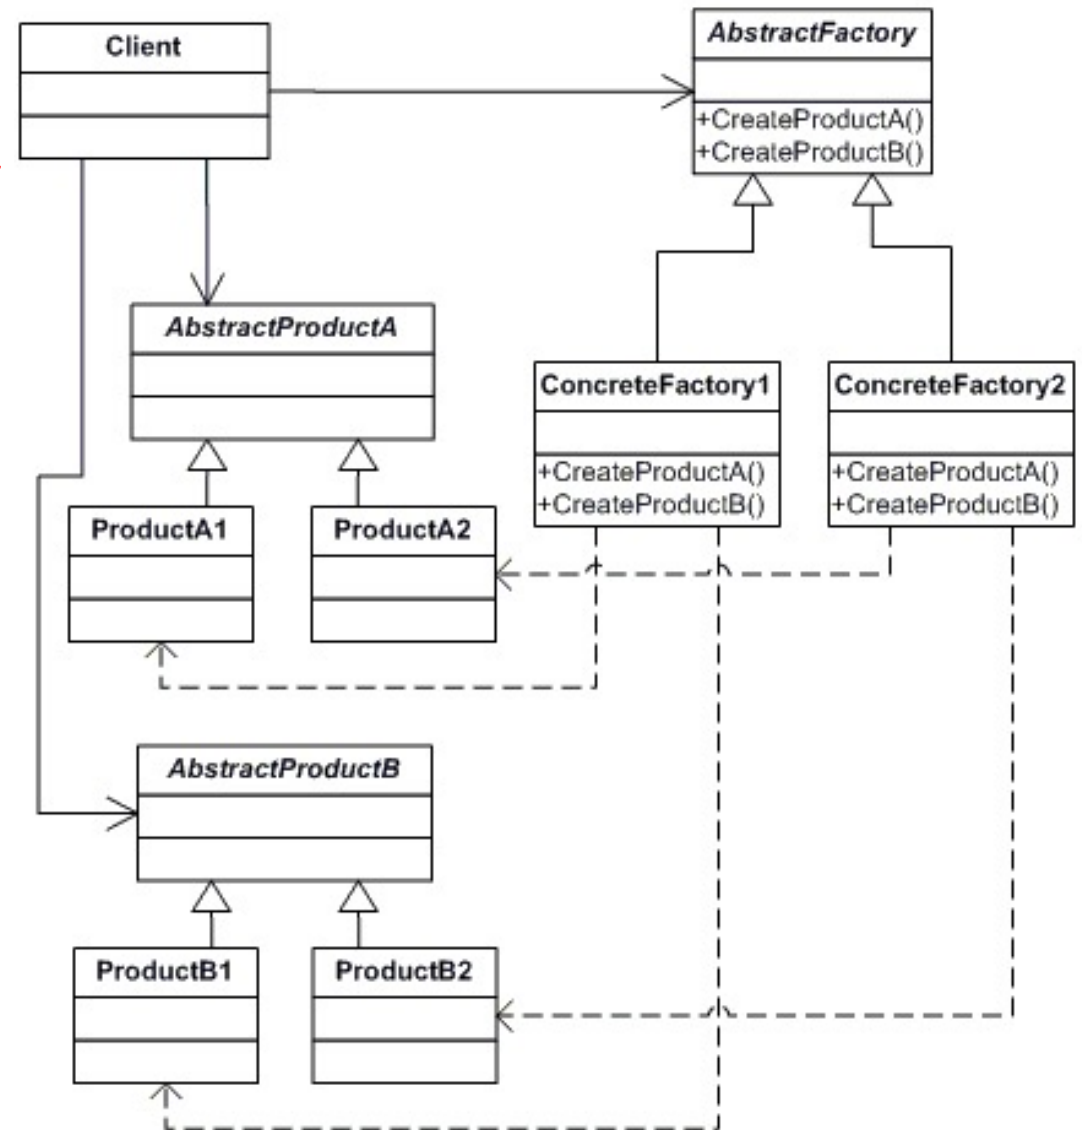 Client
AbstractFactory
+CreateProductA()
+CreateProductB()
AbstractProductA
ConcreteFactory1
+CreateProductA()
+CreateProductB()
ConcreteFactory2
+CreateProductA()
+CreateProductB()
ProductA1
ProductA2
AbstractProductB
ProductB1
ProductB2